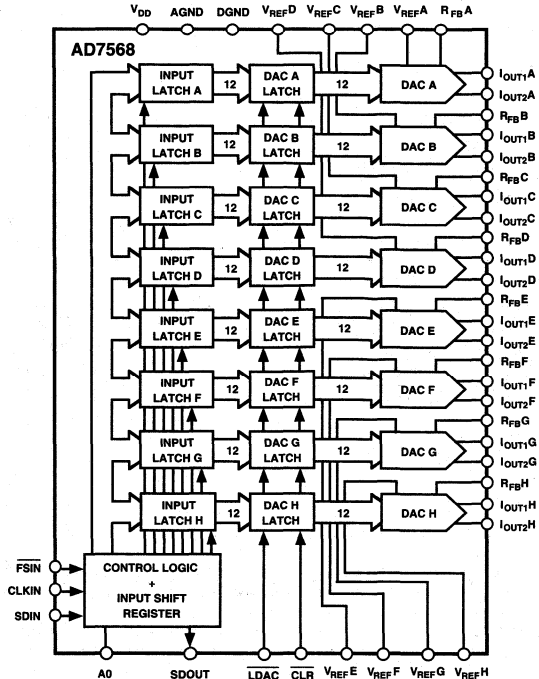 VDD AGND DGND VREFD VREFC VREFB VREFA RFBA
AD7568
INPUT LATCH A 12 DAC A LATCH 12 DAC A IOUT1A
IOUT2A
RFBB
INPUT LATCH B 12 DAC B LATCH 12 DAC B IOUT1B
IOUT2B
RFBC
INPUT LATCH C 12 DAC C LATCH 12 DAC C IOUT1C
IOUT2C
RFBD
INPUT LATCH D 12 DAC D LATCH 12 DAC D IOUT1D
IOUT2D
RFBE
INPUT LATCH E 12 DAC E LATCH 12 DAC E IOUT1E
IOUT2E
RFBF
INPUT LATCH F 12 DAC F LATCH 12 DAC F IOUT1F
IOUT2F
RFBG
INPUT LATCH G 12 DAC G LATCH 12 DAC G IOUT1G
IOUT2G
RFBH
INPUT LATCH H 12 DAC H LATCH 12 DAC H IOUT1H
IOUT2H
FSIN
CLKIN
SDIN
CONTROL LOGIC
+
INPUT SHIFT
REGISTER
A0 SDOUT LDAC CLR VREFE VREFF VREFG VREFH